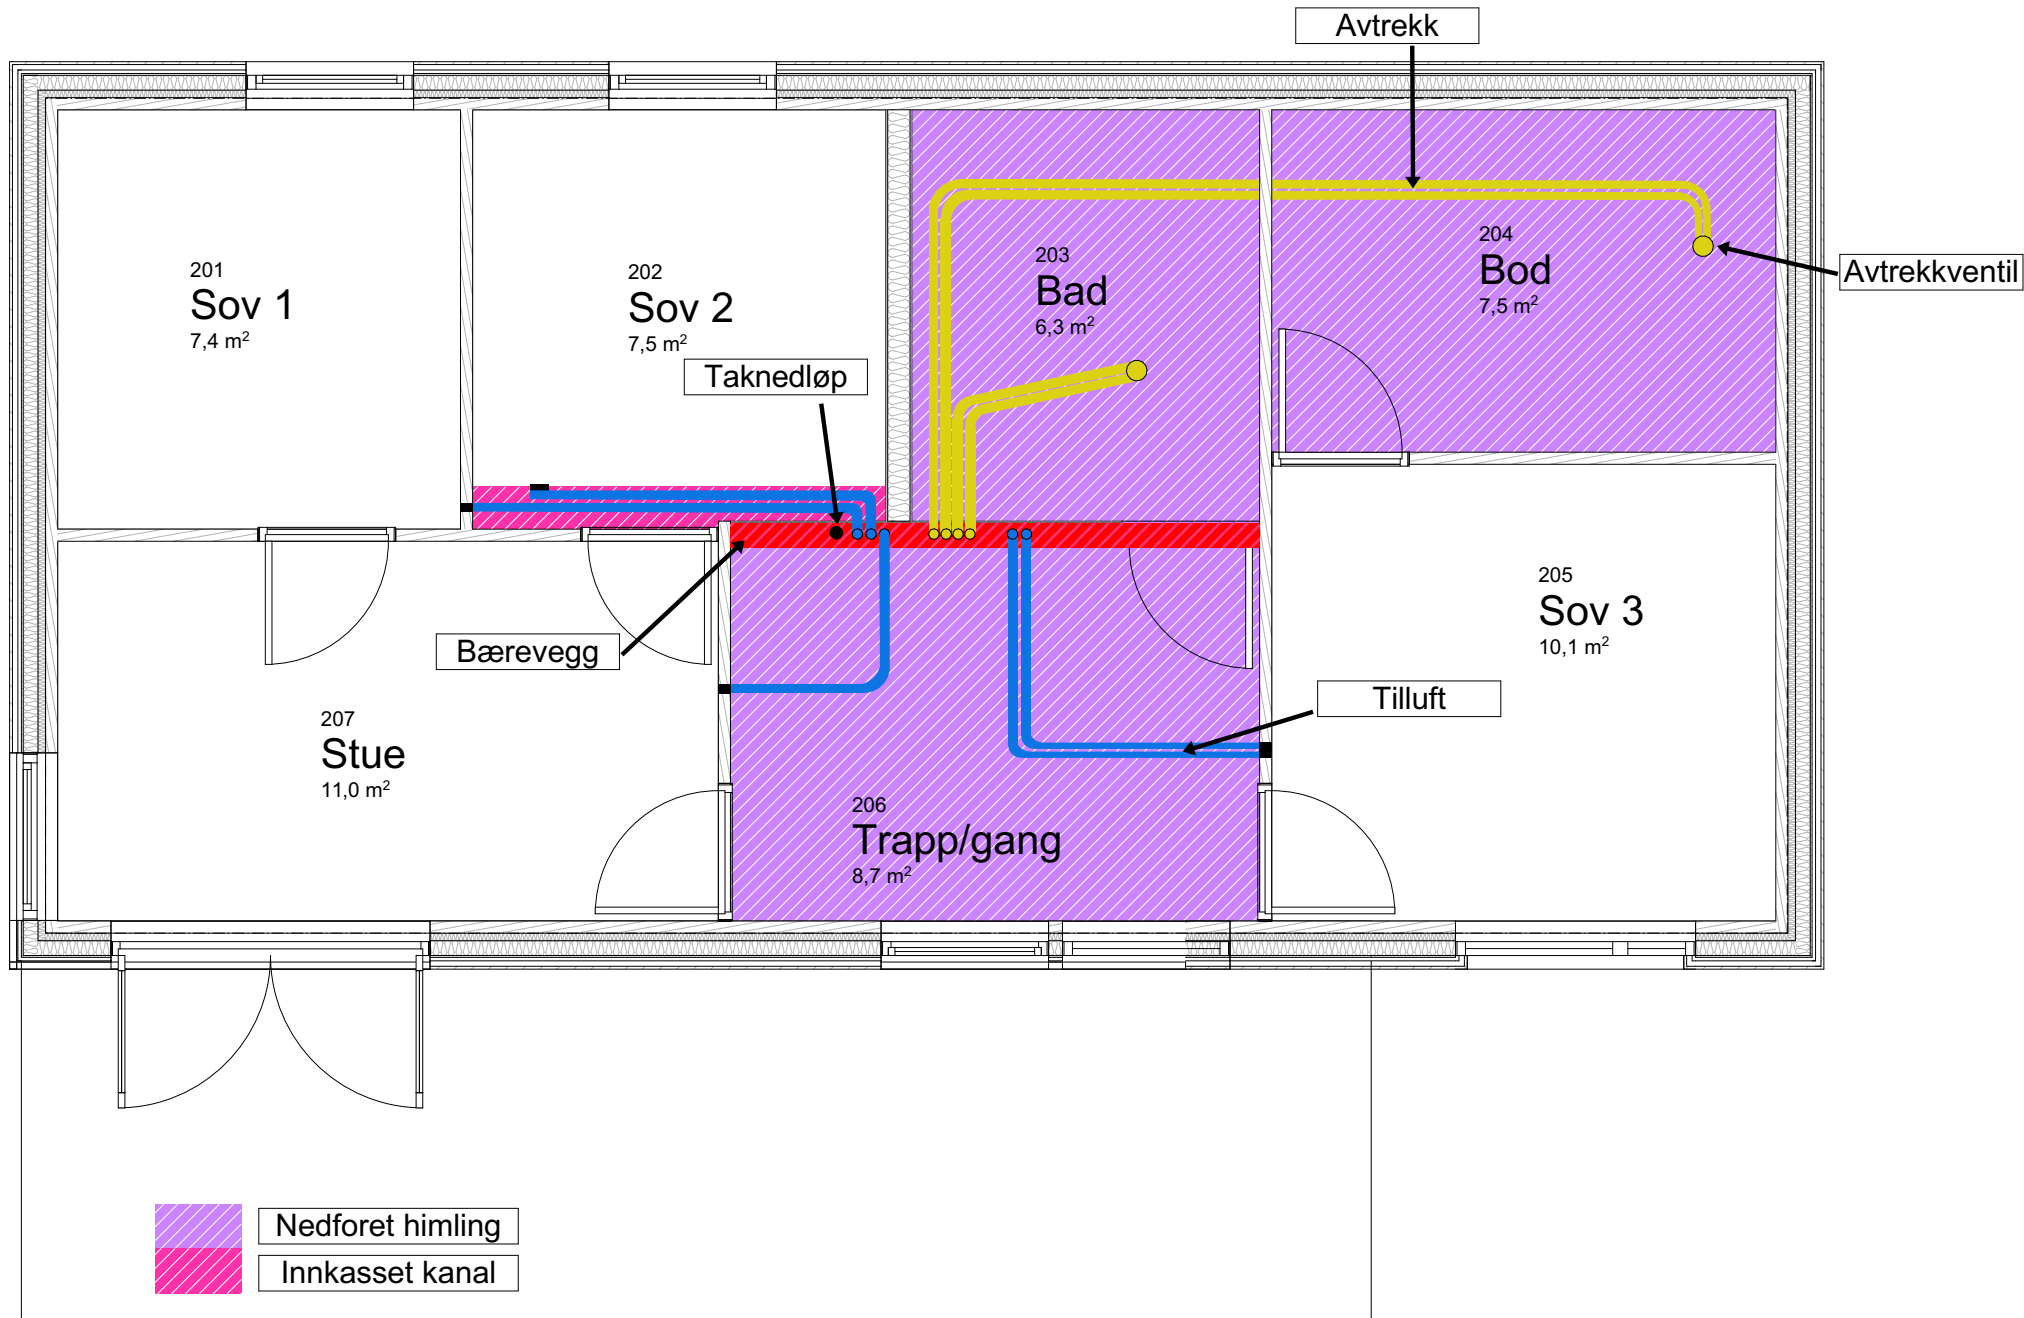 Avtrekk
201
Sov 1
7,4 m²
202
Sov 2
7,5 m²
203
Bad
6,3 m²
204
Bod
7,5 m²
Avtrekkventil
Taknedløp
Bærevegg
205
Sov 3
10,1 m²
Tilluft
207
Stue
11,0 m²
206
Trapp/gang
8,7 m²
Nedforet himling
Innkasset kanal